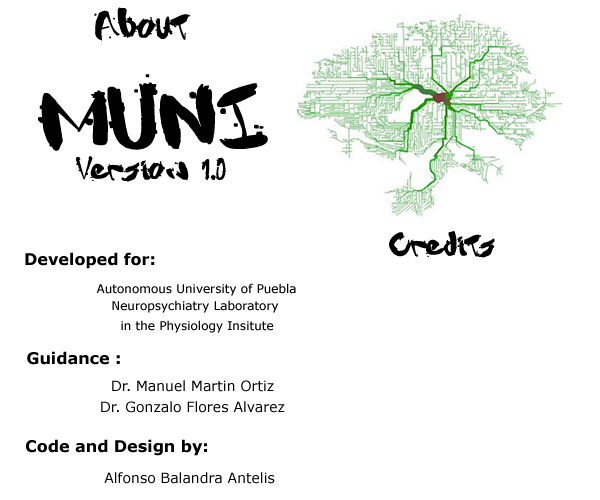 About
MUNI
Version 1.0
Credits
Developed for:
Autonomous University of Puebla
Neuropsychiatry Laboratory
in the Physiology Insitute
Guidance :
Dr. Manuel Martin Ortiz
Dr. Gonzalo Flores Alvarez
Code and Design by:
Alfonso Balandra Antelis